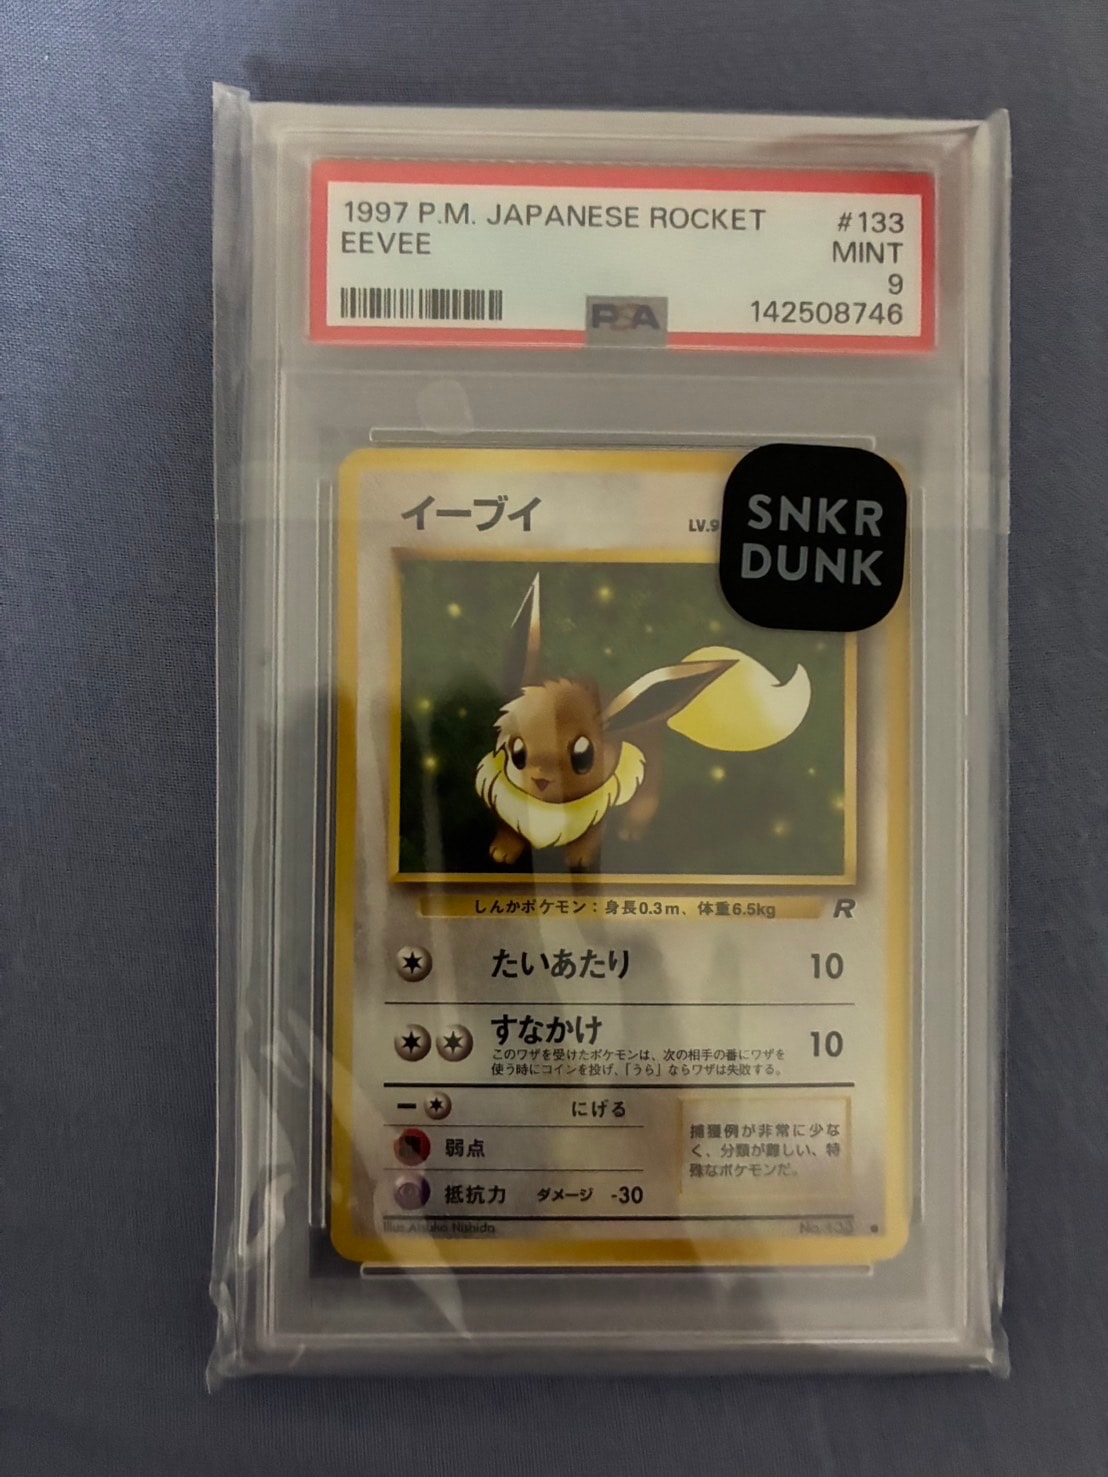 1997 P.M. JAPANESE ROCKET #133
EEVEE MINT
9
PSA 142508746
イーブイ LV.9
SNKR
DUNK
しんかポケモン：身長0.3m、体重6.5kg R
たいあたり 10
すなかけ 10
このワザを受けたポケモンは、次の相手の番にワザを
使う時にコインを投げ、「うら」ならワザは失敗する。
にげる
弱点
抵抗力 ダメージ -30
捕獲例が非常に少な
く、分類が難しい、特
殊なポケモンだ。
Illus. Atsuko Nishida No.133